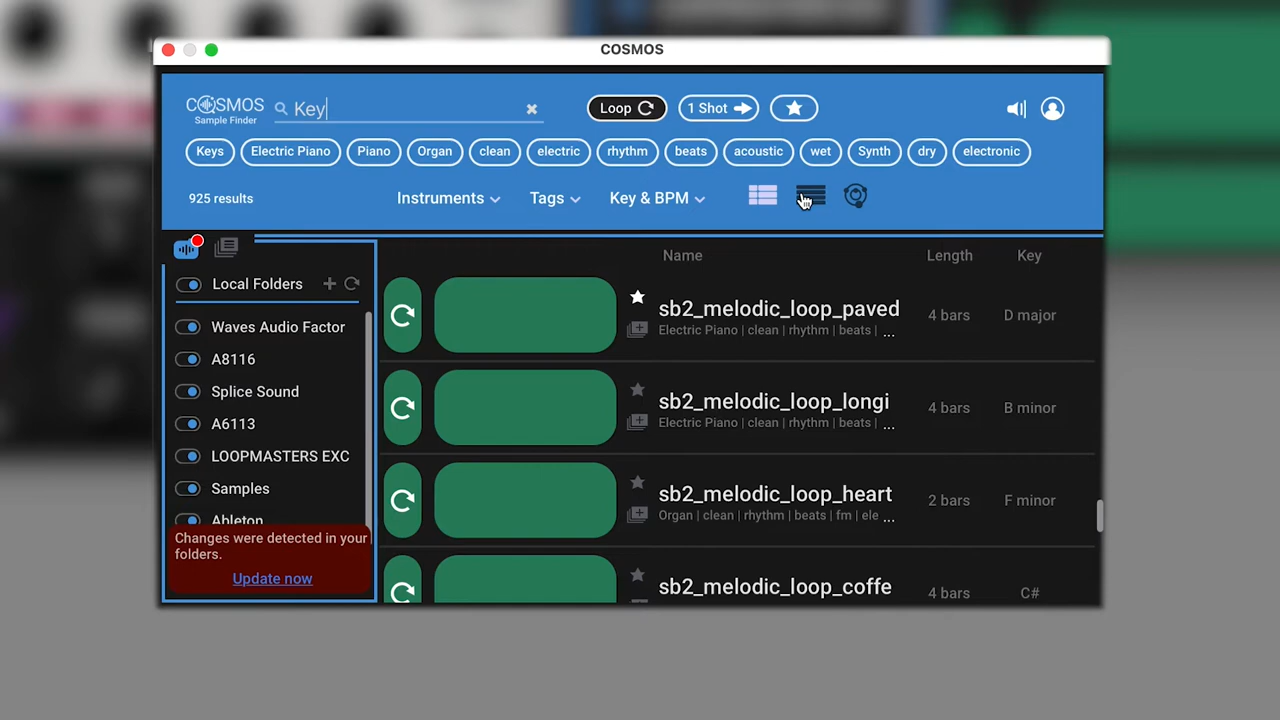 COSMOS
COSMOS
Sample Finder
Key
Loop
1 Shot
Keys
Electric Piano
Piano
Organ
clean
electric
rhythm
beats
acoustic
wet
Synth
dry
electronic
925 results
Instruments
Tags
Key & BPM
Local Folders
Waves Audio Factor
A8116
Splice Sound
A6113
LOOPMASTERS EXC
Samples
Ableton
Changes were detected in your
folders.
Update now
Name
Length
Key
sb2_melodic_loop_paved
Electric Piano | clean | rhythm | beats | ...
4 bars
D major
sb2_melodic_loop_longi
Electric Piano | clean | rhythm | beats | ...
4 bars
B minor
sb2_melodic_loop_heart
Organ | clean | rhythm | beats | fm | ele ...
2 bars
F minor
sb2_melodic_loop_coffe
4 bars
C#